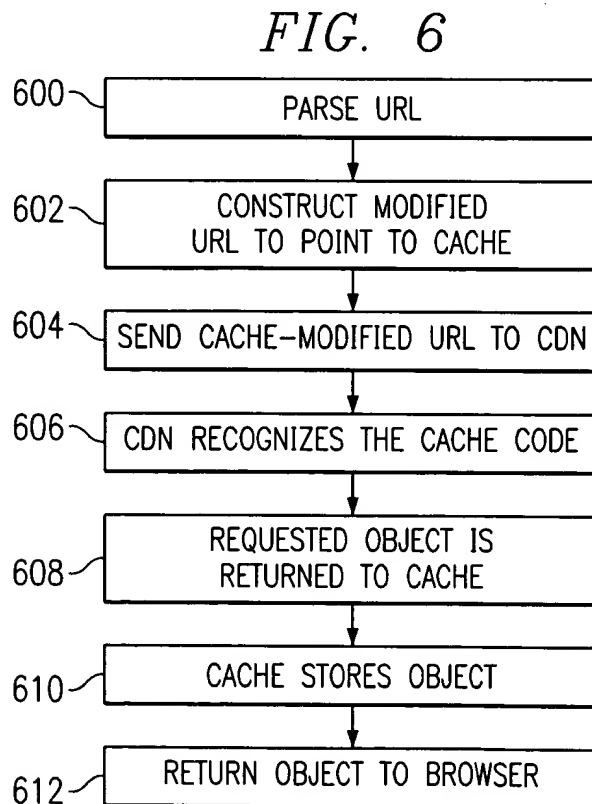 FIG. 6
600
PARSE URL
602
CONSTRUCT MODIFIED
URL TO POINT TO CACHE
604
SEND CACHE-MODIFIED URL TO CDN
606
CDN RECOGNIZES THE CACHE CODE
608
REQUESTED OBJECT IS
RETURNED TO CACHE
610
CACHE STORES OBJECT
612
RETURN OBJECT TO BROWSER